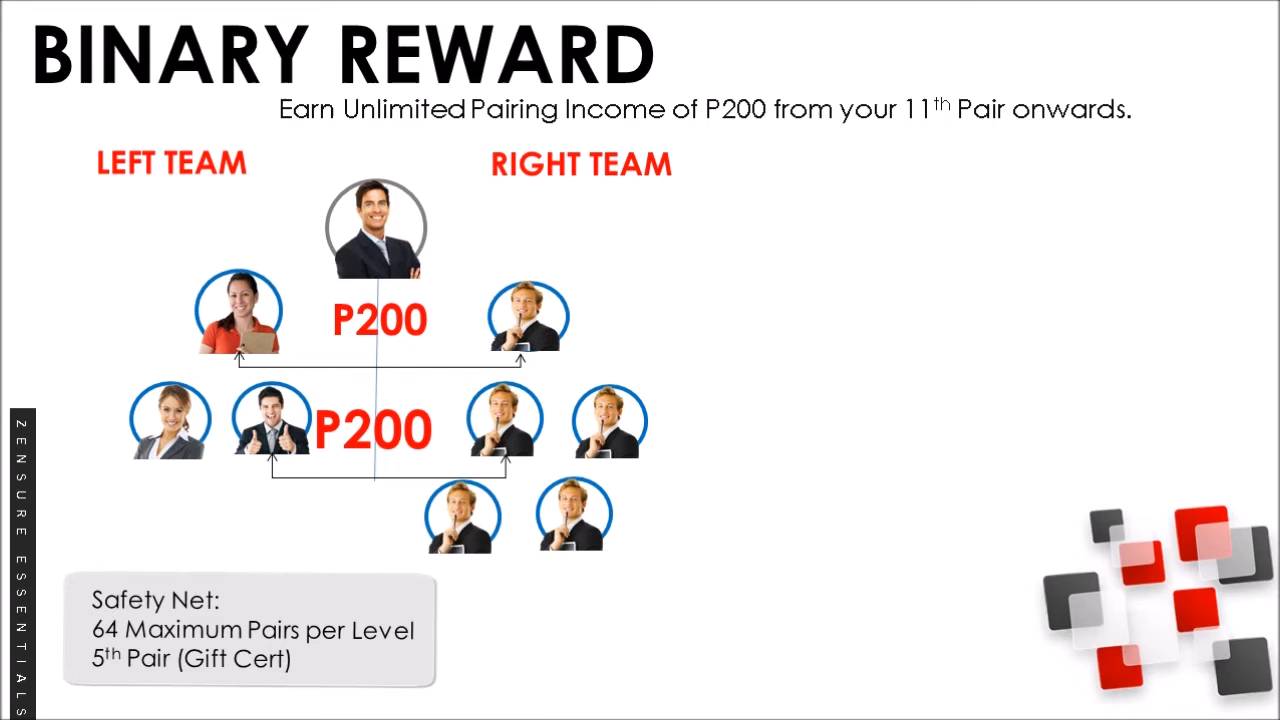 BINARY REWARD
Earn Unlimited Pairing Income of P200 from your 11th Pair onwards.
LEFT TEAM
RIGHT TEAM
P200
P200
Safety Net:
64 Maximum Pairs per Level
5th Pair (Gift Cert)
ZENSURE ESSENTIALS